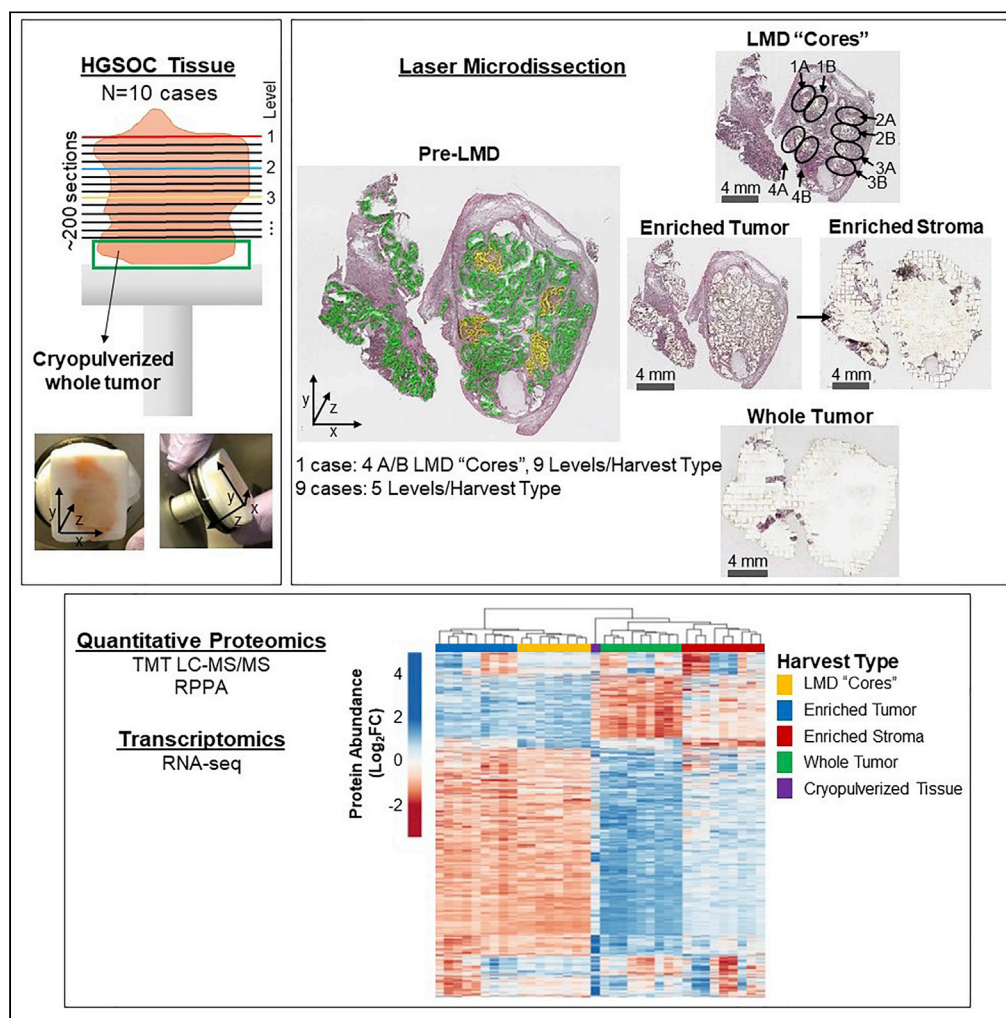 HGSOC Tissue
N=10 cases
Level
1
2
3
...
~200 sections
Cryopulverized
whole tumor
y
z
x
y
x
z
Laser Microdissection
Pre-LMD
y
z
x
1 case: 4 A/B LMD “Cores”, 9 Levels/Harvest Type
9 cases: 5 Levels/Harvest Type
LMD “Cores”
1A 1B
2A
2B
3A
3B
4A
4B
4 mm
Enriched Tumor
4 mm
Enriched Stroma
4 mm
Whole Tumor
4 mm
Quantitative Proteomics
TMT LC-MS/MS
RPPA
Transcriptomics
RNA-seq
Protein Abundance
(Log₂FC)
4
2
0
-2
Harvest Type
LMD “Cores”
Enriched Tumor
Enriched Stroma
Whole Tumor
Cryopulverized Tissue